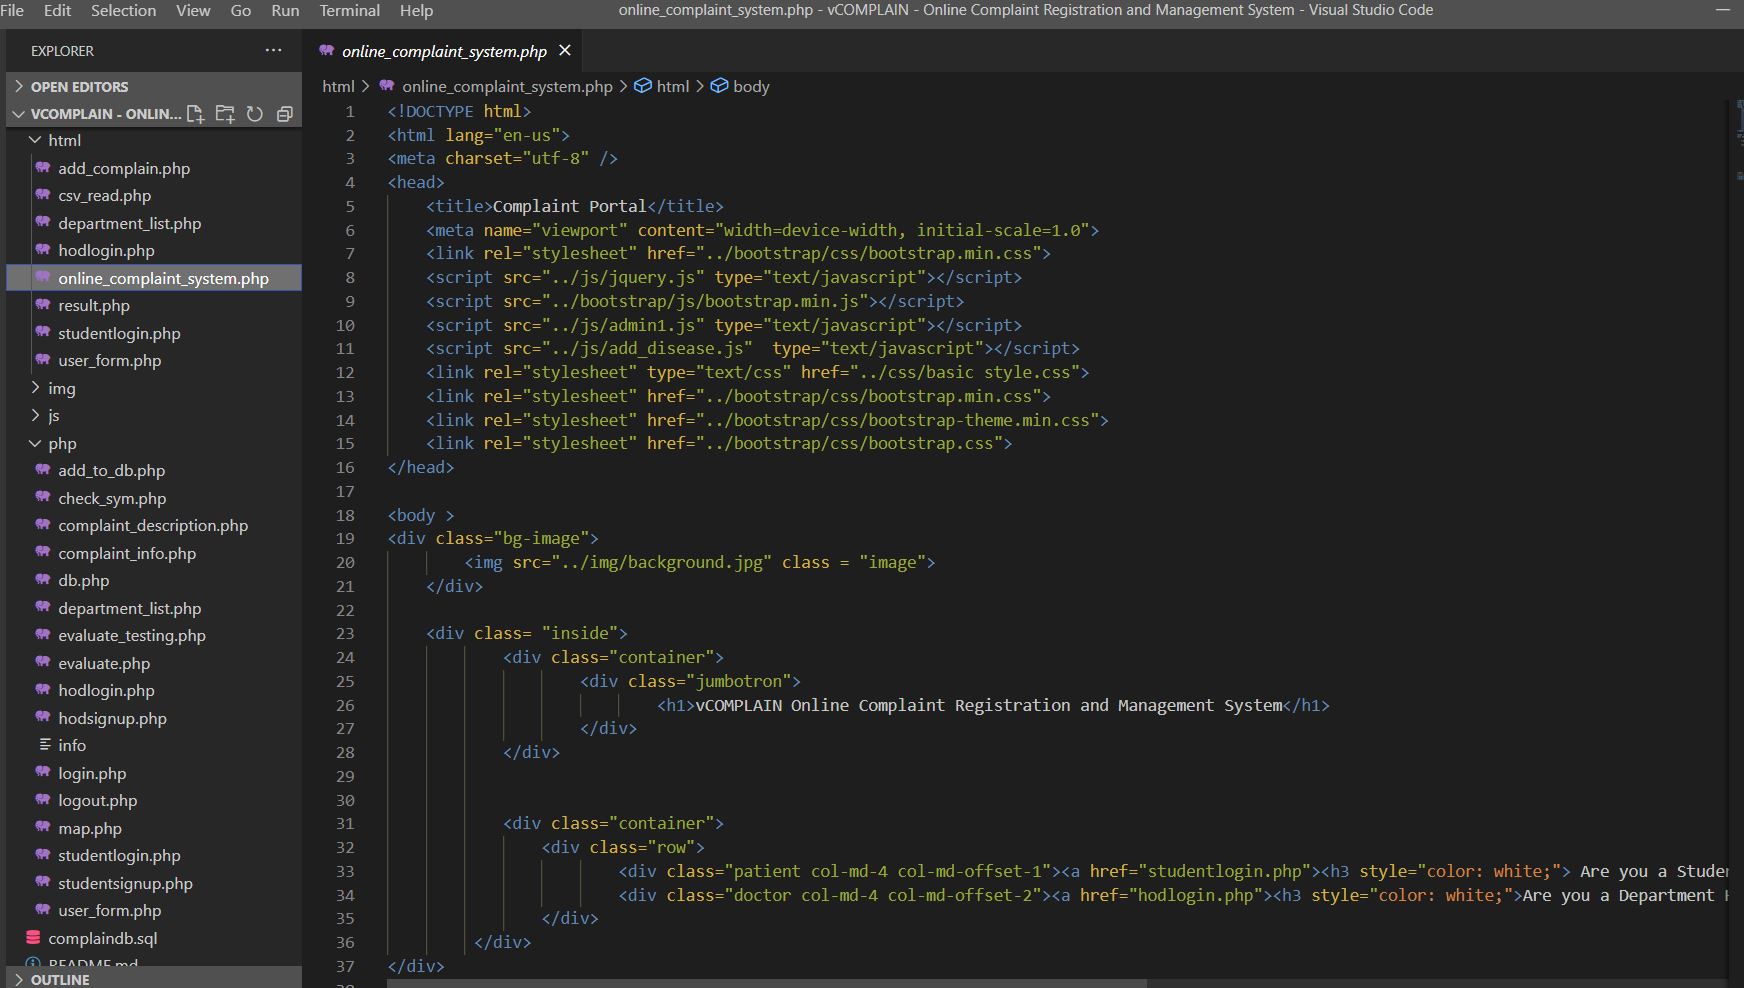 File Edit Selection View Go Run Terminal Help online_complaint_system.php - vCOMPLAIN - Online Complaint Registration and Management System - Visual Studio Code
EXPLORER
OPEN EDITORS
VCOMPLAIN - ONLIN...
html
add_complain.php
csv_read.php
department_list.php
hodlogin.php
online_complaint_system.php
result.php
studentlogin.php
user_form.php
img
js
php
add_to_db.php
check_sym.php
complaint_description.php
complaint_info.php
db.php
department_list.php
evaluate_testing.php
evaluate.php
hodlogin.php
hodsignup.php
info
login.php
logout.php
map.php
studentlogin.php
studentsignup.php
user_form.php
complaindb.sql
README.md
OUTLINE
online_complaint_system.php
html > online_complaint_system.php > html > body
1 <!DOCTYPE html>
2 <html lang="en-us">
3 <meta charset="utf-8" />
4 <head>
5 <title>Complaint Portal</title>
6 <meta name="viewport" content="width=device-width, initial-scale=1.0">
7 <link rel="stylesheet" href="../bootstrap/css/bootstrap.min.css">
8 <script src="../js/jquery.js" type="text/javascript"></script>
9 <script src="../bootstrap/js/bootstrap.min.js"></script>
10 <script src="../js/admin1.js" type="text/javascript"></script>
11 <script src="../js/add_disease.js"  type="text/javascript"></script>
12 <link rel="stylesheet" type="text/css" href="../css/basic style.css">
13 <link rel="stylesheet" href="../bootstrap/css/bootstrap.min.css">
14 <link rel="stylesheet" href="../bootstrap/css/bootstrap-theme.min.css">
15 <link rel="stylesheet" href="../bootstrap/css/bootstrap.css">
16 </head>
17
18 <body >
19 <div class="bg-image">
20 <img src="../img/background.jpg" class = "image">
21 </div>
22
23 <div class= "inside">
24 <div class="container">
25 <div class="jumbotron">
26 <h1>vCOMPLAIN Online Complaint Registration and Management System</h1>
27 </div>
28 </div>
29
30
31 <div class="container">
32 <div class="row">
33 <div class="patient col-md-4 col-md-offset-1"><a href="studentlogin.php"><h3 style="color: white;"> Are you a Studen
34 <div class="doctor col-md-4 col-md-offset-2"><a href="hodlogin.php"><h3 style="color: white;">Are you a Department
35 </div>
36 </div>
37 </div>